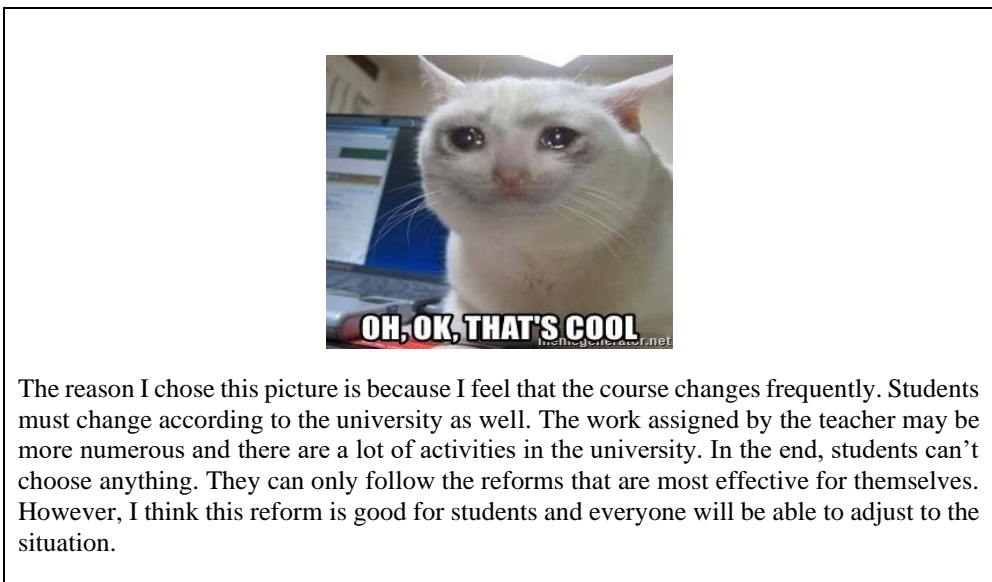 OH, OK, THAT'S COOL
memegenerator.net
The reason I chose this picture is because I feel that the course changes frequently. Students
must change according to the university as well. The work assigned by the teacher may be
more numerous and there are a lot of activities in the university. In the end, students can’t
choose anything. They can only follow the reforms that are most effective for themselves.
However, I think this reform is good for students and everyone will be able to adjust to the
situation.